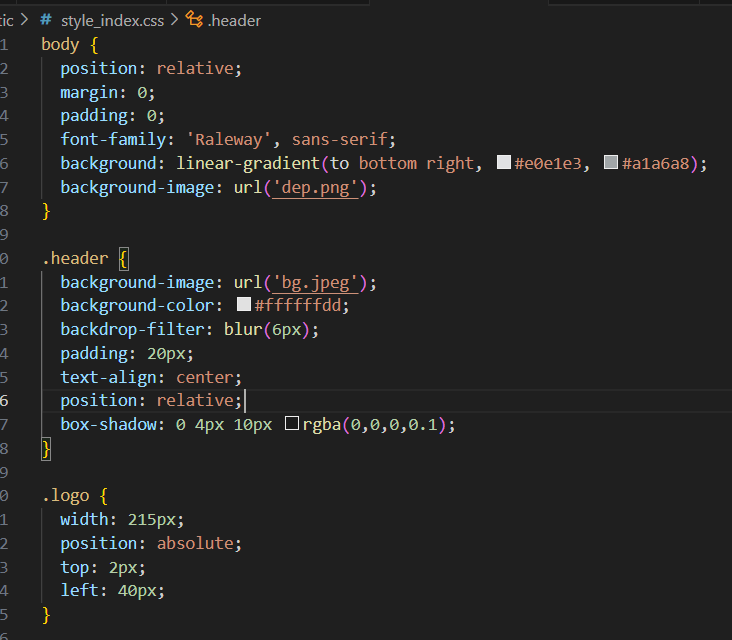 tic > # style_index.css > .header
1 body {
2 position: relative;
3 margin: 0;
4 padding: 0;
5 font-family: 'Raleway', sans-serif;
6 background: linear-gradient(to bottom right, #e0e1e3, #a1a6a8);
7 background-image: url('dep.png');
8 }
9
0 .header {
1 background-image: url('bg.jpeg');
2 background-color: #ffffffdd;
3 backdrop-filter: blur(6px);
4 padding: 20px;
5 text-align: center;
6 position: relative;
7 box-shadow: 0 4px 10px rgba(0,0,0,0.1);
8 }
9
0 .logo {
1 width: 215px;
2 position: absolute;
3 top: 2px;
4 left: 40px;
5 }
6